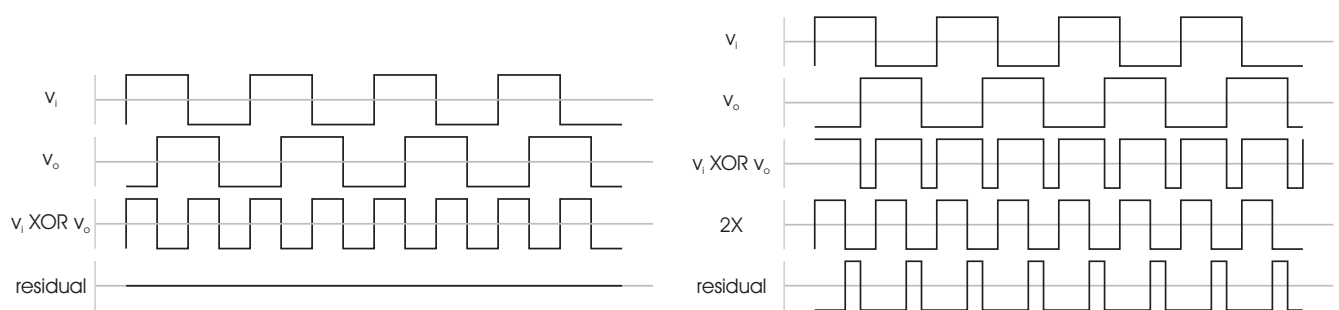 vᵢ
vₒ
vᵢ XOR vₒ
residual
vᵢ
vₒ
vᵢ XOR vₒ
2X
residual